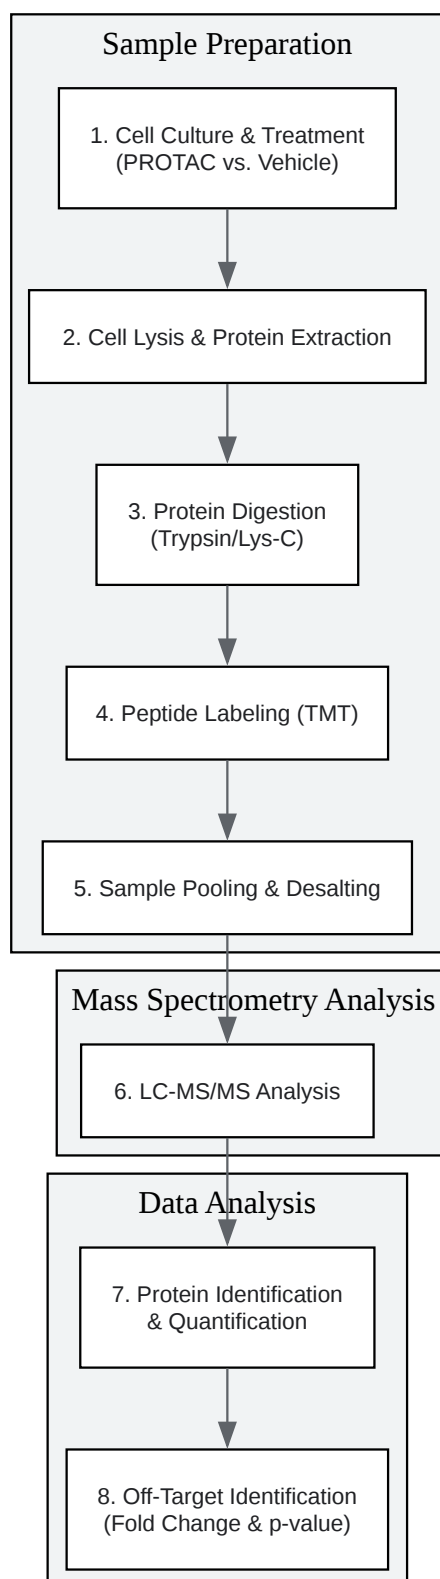 Sample Preparation
1. Cell Culture & Treatment
(PROTAC vs. Vehicle)
2. Cell Lysis & Protein Extraction
3. Protein Digestion
(Trypsin/Lys-C)
4. Peptide Labeling (TMT)
5. Sample Pooling & Desalting
Mass Spectrometry Analysis
6. LC-MS/MS Analysis
Data Analysis
7. Protein Identification
& Quantification
8. Off-Target Identification
(Fold Change & p-value)